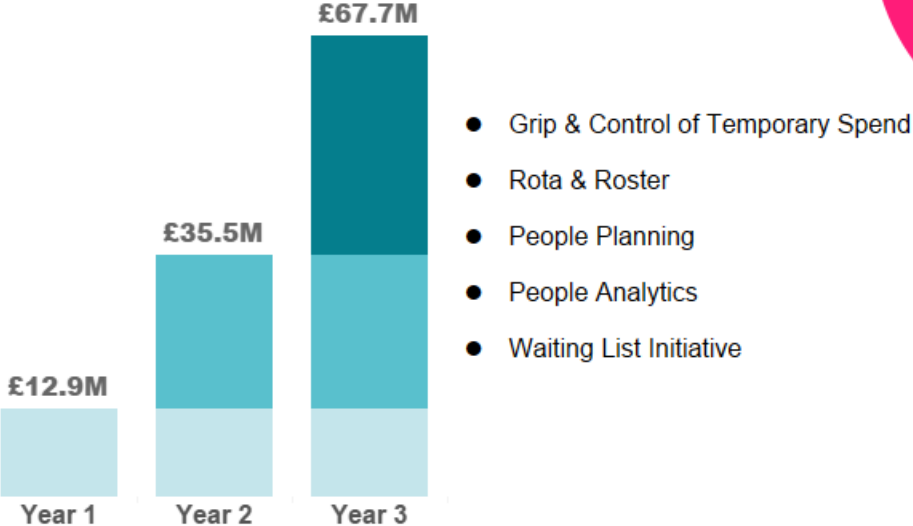 £67.7M
£35.5M
£12.9M
Year 1
Year 2
Year 3
● Grip & Control of Temporary Spend
● Rota & Roster
● People Planning
● People Analytics
● Waiting List Initiative